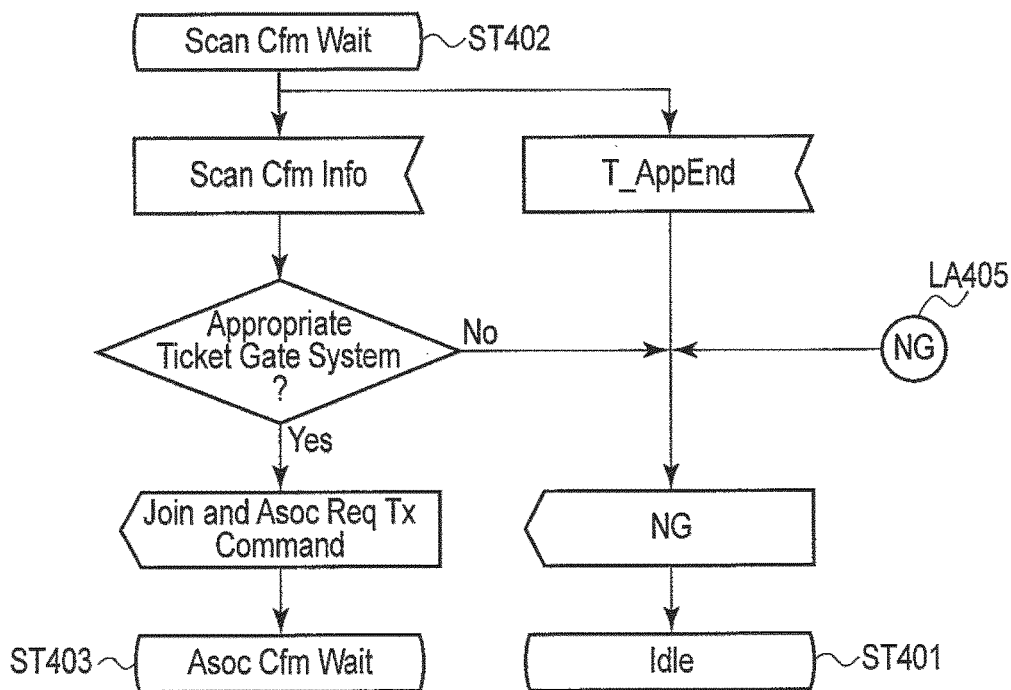 Scan Cfm Wait
ST402
Scan Cfm Info
T_AppEnd
LA405
Appropriate
Ticket Gate System
?
No
NG
Yes
Join and Asoc Req Tx
Command
NG
ST403
Asoc Cfm Wait
Idle
ST401